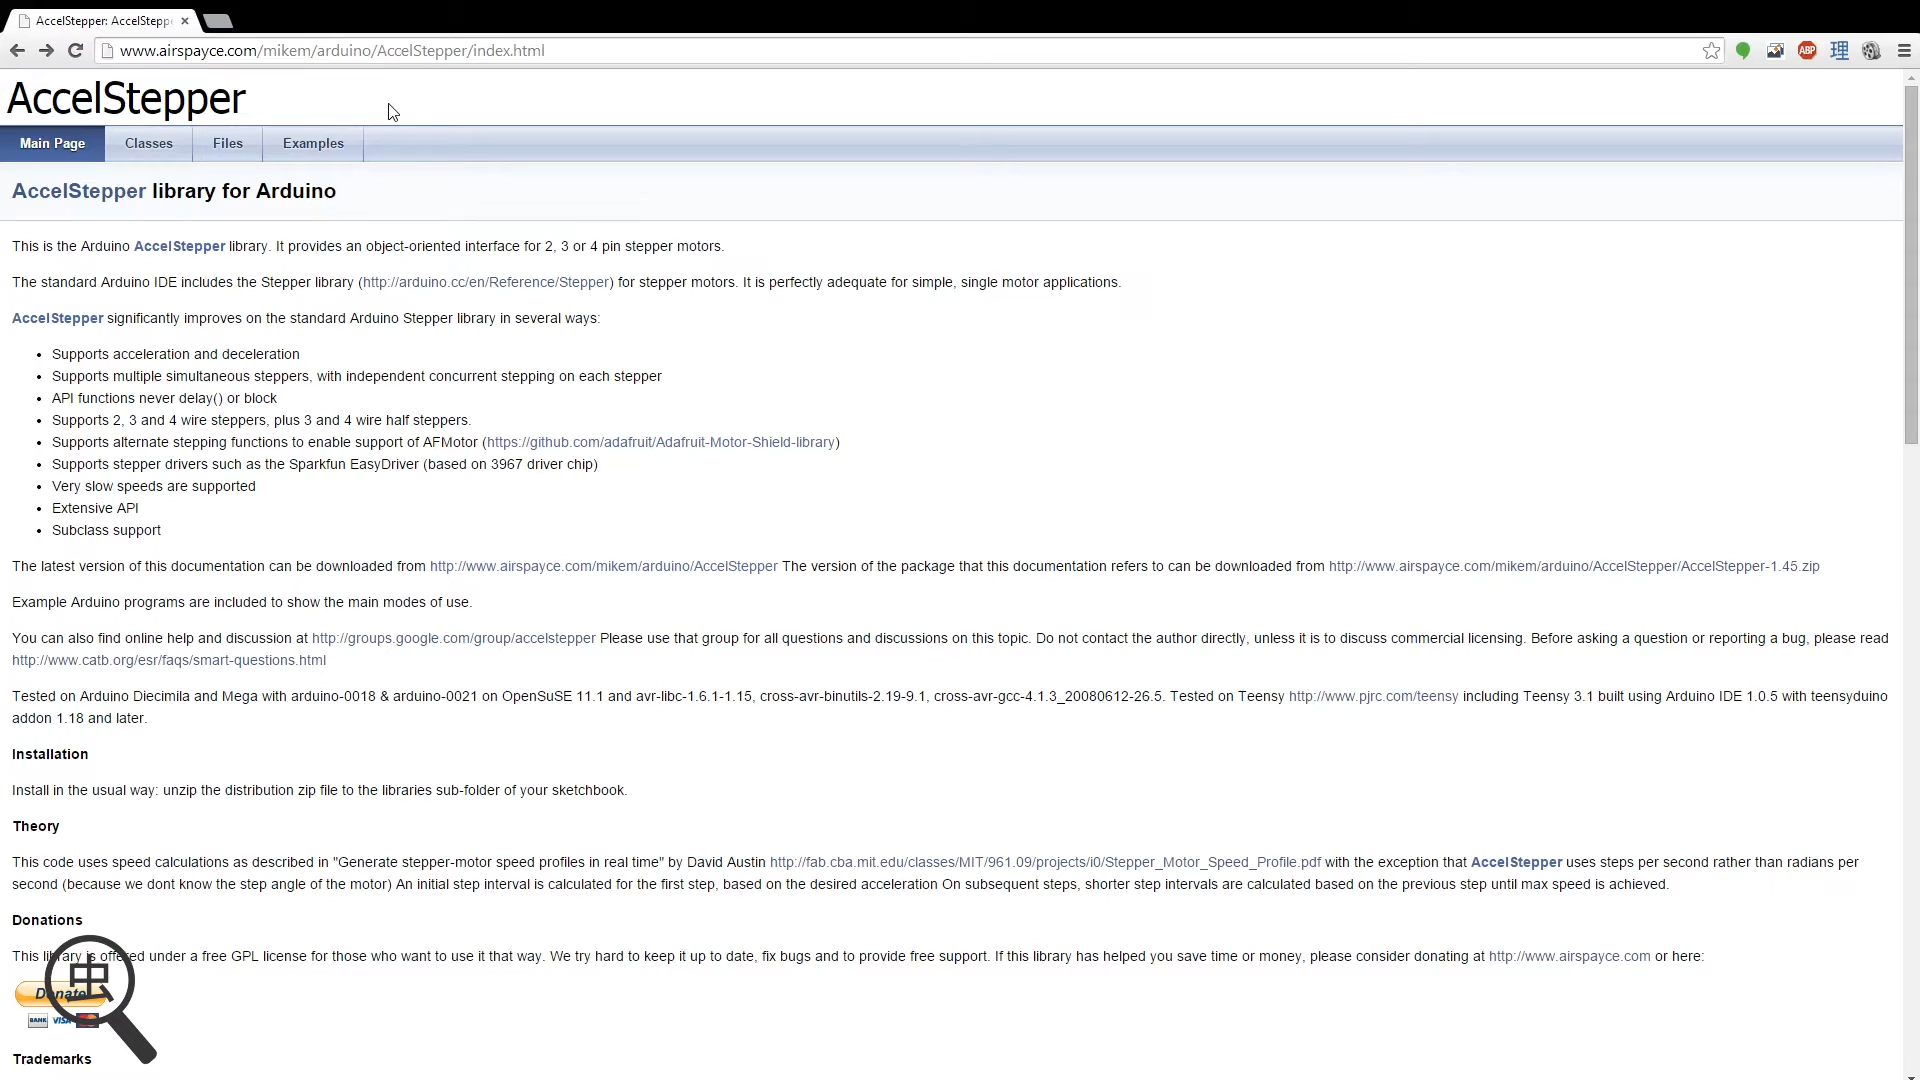 AccelStepper: AccelStepp
www.airspayce.com/mikem/arduino/AccelStepper/index.html
ABP
理
AccelStepper
Main Page
Classes
Files
Examples
AccelStepper library for Arduino
This is the Arduino AccelStepper library. It provides an object-oriented interface for 2, 3 or 4 pin stepper motors.
The standard Arduino IDE includes the Stepper library (http://arduino.cc/en/Reference/Stepper) for stepper motors. It is perfectly adequate for simple, single motor applications.
AccelStepper significantly improves on the standard Arduino Stepper library in several ways:
• Supports acceleration and deceleration
• Supports multiple simultaneous steppers, with independent concurrent stepping on each stepper
• API functions never delay() or block
• Supports 2, 3 and 4 wire steppers, plus 3 and 4 wire half steppers.
• Supports alternate stepping functions to enable support of AFMotor (https://github.com/adafruit/Adafruit-Motor-Shield-library)
• Supports stepper drivers such as the Sparkfun EasyDriver (based on 3967 driver chip)
• Very slow speeds are supported
• Extensive API
• Subclass support
The latest version of this documentation can be downloaded from http://www.airspayce.com/mikem/arduino/AccelStepper The version of the package that this documentation refers to can be downloaded from http://www.airspayce.com/mikem/arduino/AccelStepper/AccelStepper-1.45.zip
Example Arduino programs are included to show the main modes of use.
You can also find online help and discussion at http://groups.google.com/group/accelstepper Please use that group for all questions and discussions on this topic. Do not contact the author directly, unless it is to discuss commercial licensing. Before asking a question or reporting a bug, please read
http://www.catb.org/esr/faqs/smart-questions.html
Tested on Arduino Diecimila and Mega with arduino-0018 & arduino-0021 on OpenSuSE 11.1 and avr-libc-1.6.1-1.15, cross-avr-binutils-2.19-9.1, cross-avr-gcc-4.1.3_20080612-26.5. Tested on Teensy http://www.pjrc.com/teensy including Teensy 3.1 built using Arduino IDE 1.0.5 with teensyduino
addon 1.18 and later.
Installation
Install in the usual way: unzip the distribution zip file to the libraries sub-folder of your sketchbook.
Theory
This code uses speed calculations as described in "Generate stepper-motor speed profiles in real time" by David Austin http://fab.cba.mit.edu/classes/MIT/961.09/projects/i0/Stepper_Motor_Speed_Profile.pdf with the exception that AccelStepper uses steps per second rather than radians per
second (because we dont know the step angle of the motor) An initial step interval is calculated for the first step, based on the desired acceleration On subsequent steps, shorter step intervals are calculated based on the previous step until max speed is achieved.
Donations
This library is offered under a free GPL license for those who want to use it that way. We try hard to keep it up to date, fix bugs and to provide free support. If this library has helped you save time or money, please consider donating at http://www.airspayce.com or here:
Donate
虫
BANK VISA
Trademarks